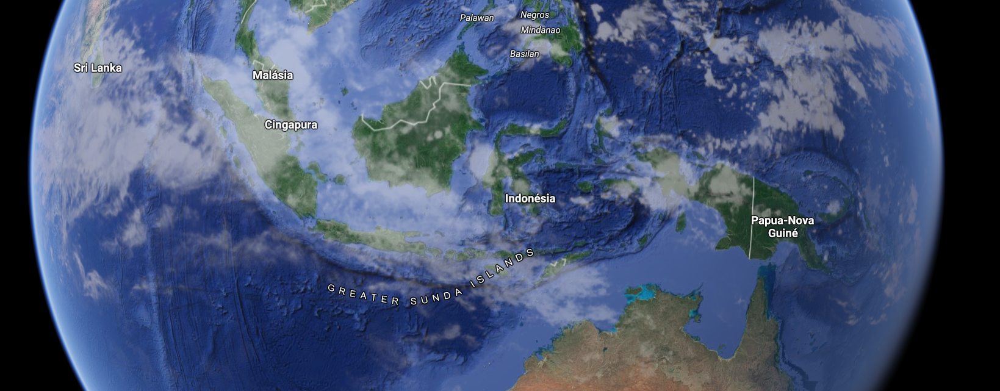 Palawan
Negros
Mindanao
Basilan
Sri Lanka
Malásia
Cingapura
Indonésia
Papua-Nova
Guiné
GREATER SUNDA ISLANDS